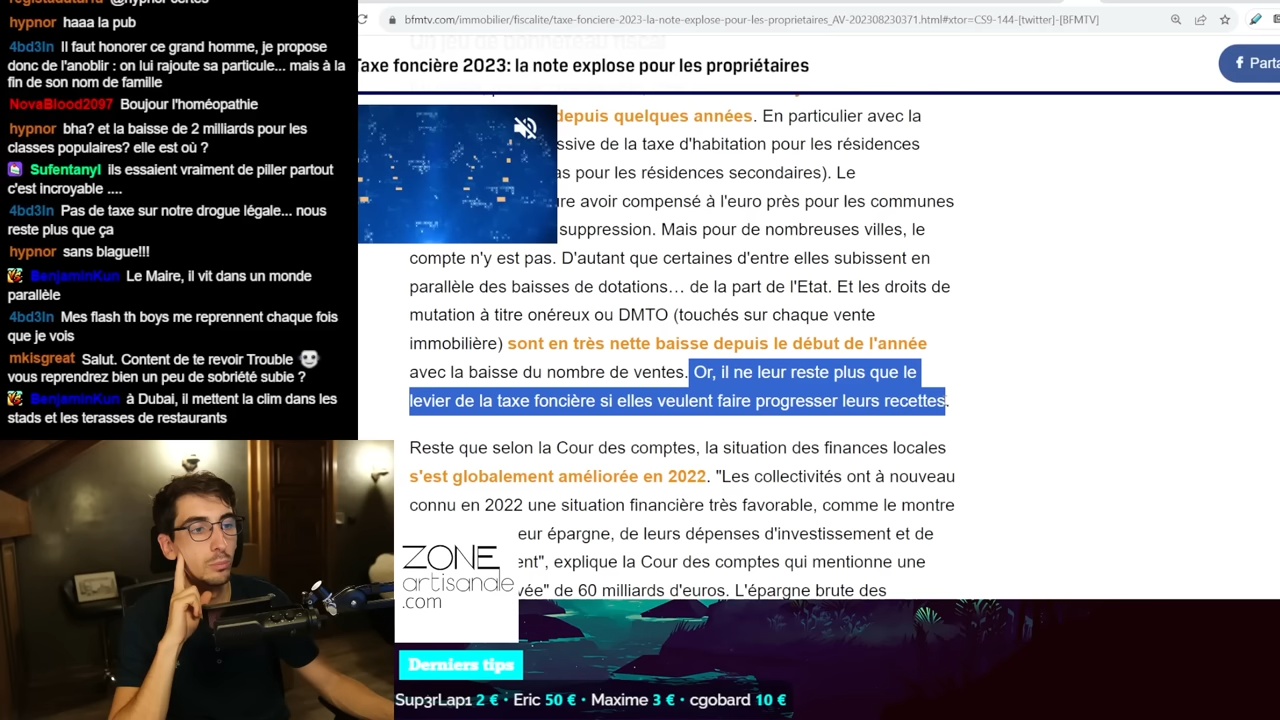 hypnor haaa la pub
4bd3ln Il faut honorer ce grand homme, je propose
donc de l'anoblir : on lui rajoute sa particule... mais à la
fin de son nom de famille
NovaBlood2097 Boujour l'homéopathie
hypnor bha? et la baisse de 2 milliards pour les
classes populaires? elle est où ?
Sufentanyl ils essaient vraiment de piller partout
c'est incroyable ....
4bd3ln Pas de taxe sur notre drogue légale... nous
reste plus que ça
hypnor sans blague!!!
BenjaminKun Le Maire, il vit dans un monde
parallèle
4bd3ln Mes flash th boys me reprennent chaque fois
que je vois
mkisgreat Salut. Content de te revoir Trouble
vous reprendrez bien un peu de sobriété subie ?
BenjaminKun à Dubai, il mettent la clim dans les
stads et les terasses de restaurants
bfmtv.com/immobilier/fiscalite/taxe-fonciere-2023-la-note-explose-pour-les-proprietaires_AV-202308230371.html#xtor=CS9-144-[twitter]-[BFMTV]
Un jeu de bonneteau fiscal
Taxe foncière 2023: la note explose pour les propriétaires
Parta
depuis quelques années. En particulier avec la
ssive de la taxe d'habitation pour les résidences
as pour les résidences secondaires). Le
ure avoir compensé à l'euro près pour les communes
suppression. Mais pour de nombreuses villes, le
compte n'y est pas. D'autant que certaines d'entre elles subissent en
parallèle des baisses de dotations… de la part de l'Etat. Et les droits de
mutation à titre onéreux ou DMTO (touchés sur chaque vente
immobilière) sont en très nette baisse depuis le début de l'année
avec la baisse du nombre de ventes. Or, il ne leur reste plus que le
levier de la taxe foncière si elles veulent faire progresser leurs recettes.
Reste que selon la Cour des comptes, la situation des finances locales
s'est globalement améliorée en 2022. "Les collectivités ont à nouveau
connu en 2022 une situation financière très favorable, comme le montre
eur épargne, de leurs dépenses d'investissement et de
ent", explique la Cour des comptes qui mentionne une
vée" de 60 milliards d'euros. L'épargne brute des
ZONE
artisanale
.com
Derniers tips
Sup3rLap1 2 € · Eric 50 € · Maxime 3 € · cgobard 10 €